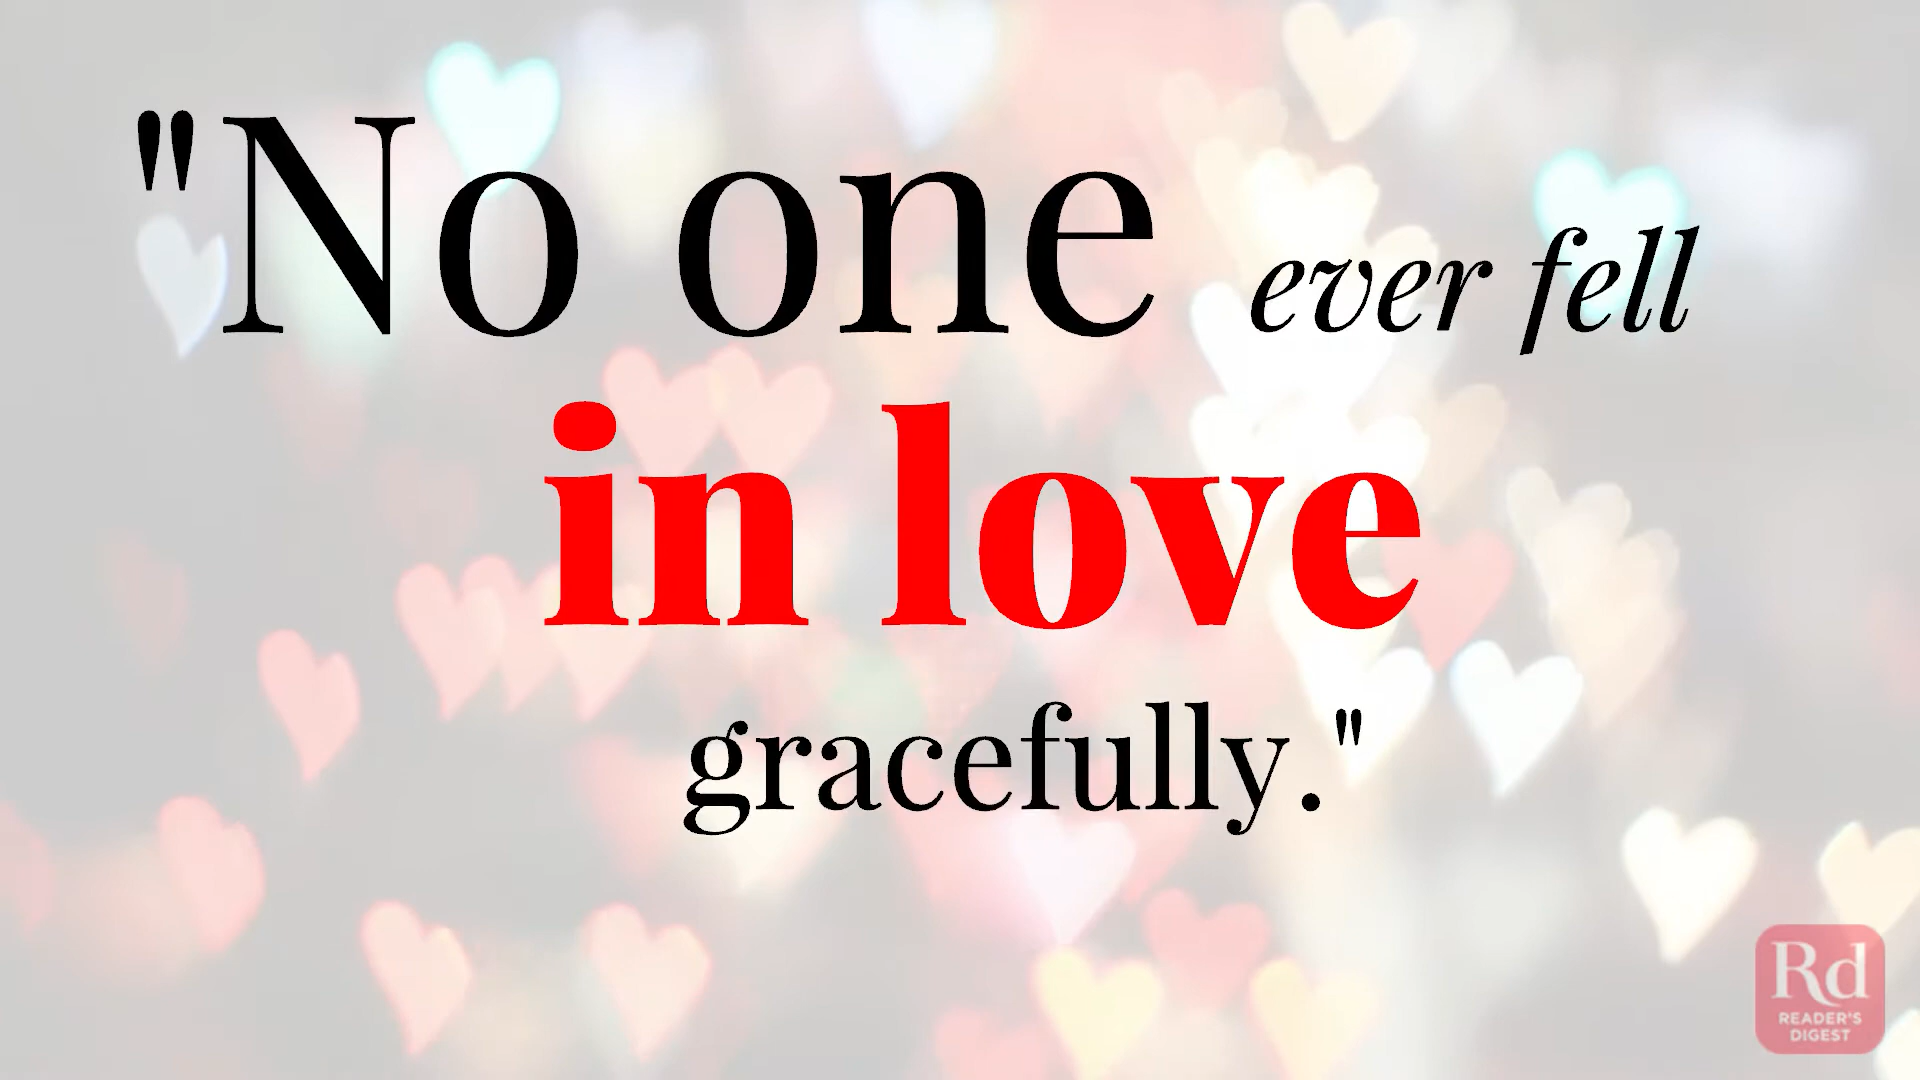 "No one ever fell
in love
gracefully."
Rd
READER'S
DIGEST